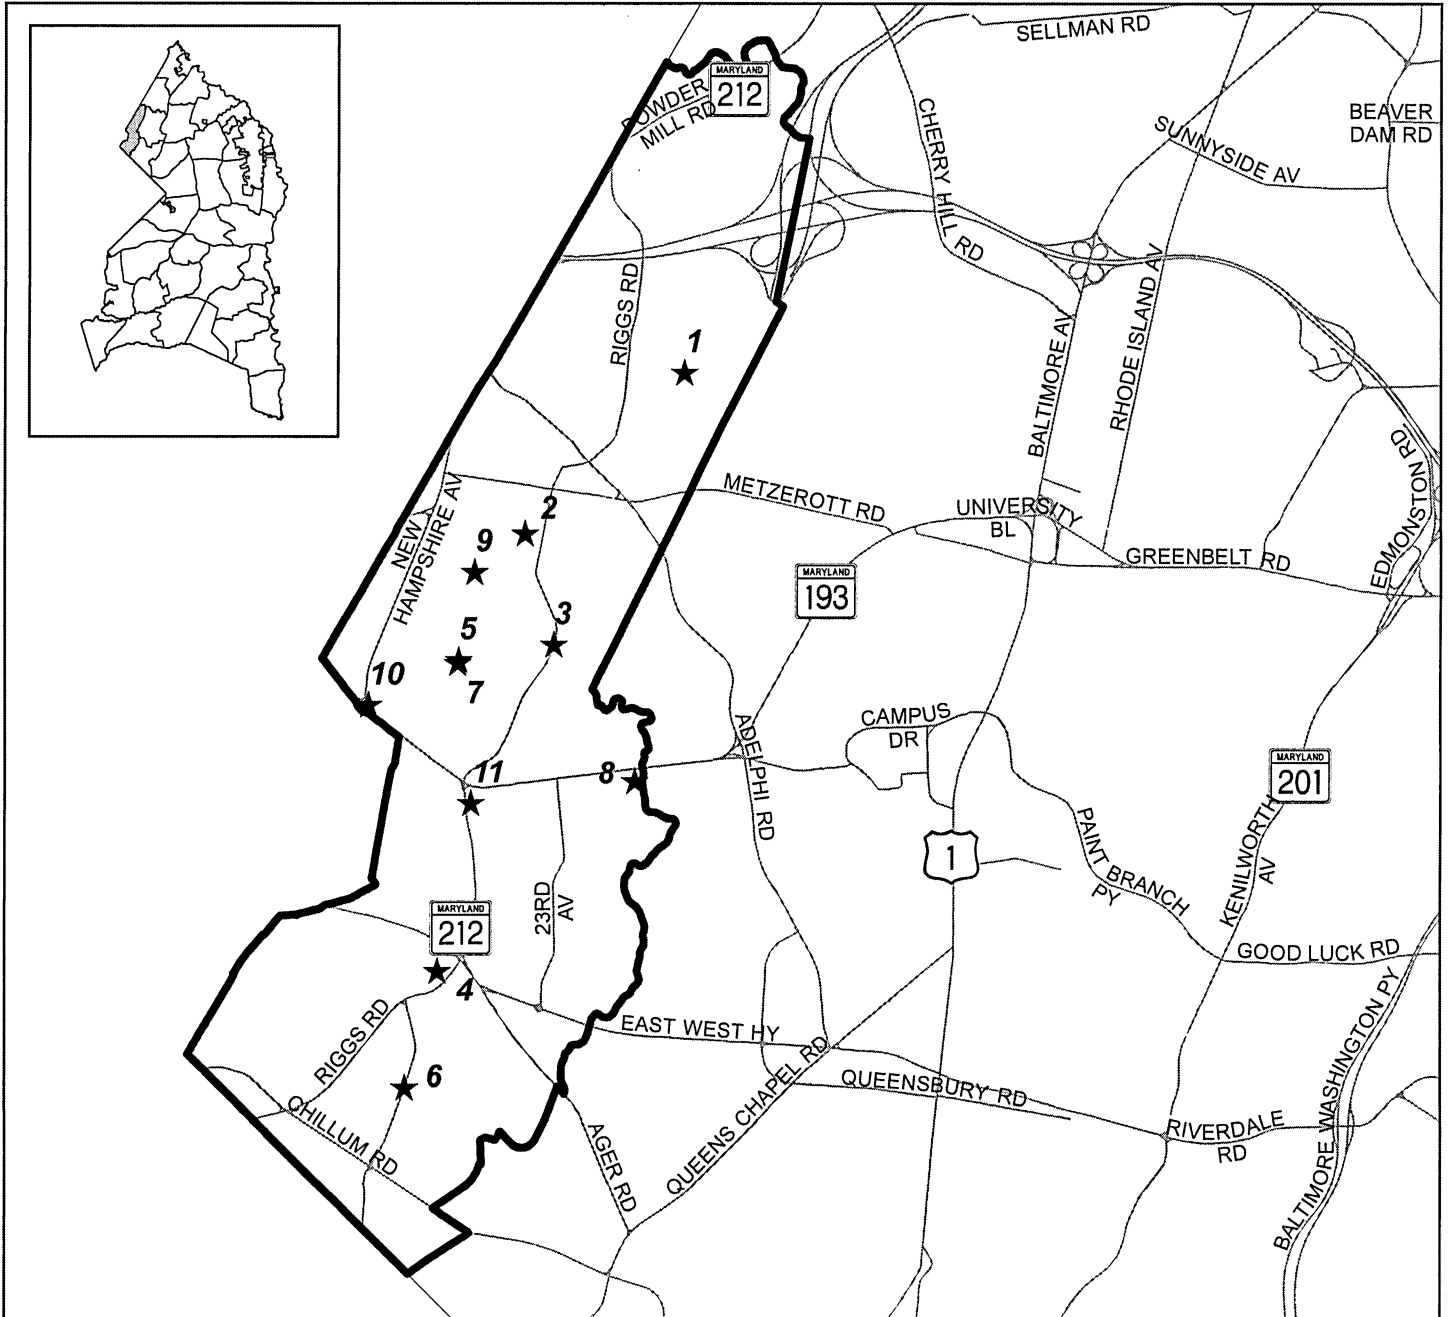 SELLMAN RD
MARYLAND
212
POWDER
MILL RD
BEAVER
DAM RD
CHERRY HILL RD
SUNNYSIDE AV
RIGGS RD
1
BALTIMORE AV
RHODE ISLAND AV
EDMONSTON RD
METZEROTT RD
UNIVERSITY
BL
GREENBELT RD
NEW
HAMPSHIRE AV
2
9
MARYLAND
193
3
5
7
10
CAMPUS
DR
ADELPHI RD
11
8
MARYLAND
201
PAINT BRANCH
PY
1
KENILWORTH
AV
23RD
AV
MARYLAND
212
4
GOOD LUCK RD
RIGGS RD
EAST WEST HY
6
QUEENSBURY RD
QUEENS CHAPEL RD
CHILLUM RD
AGER RD
RIVERDALE
RD
BALTIMORE WASHINGTON PY